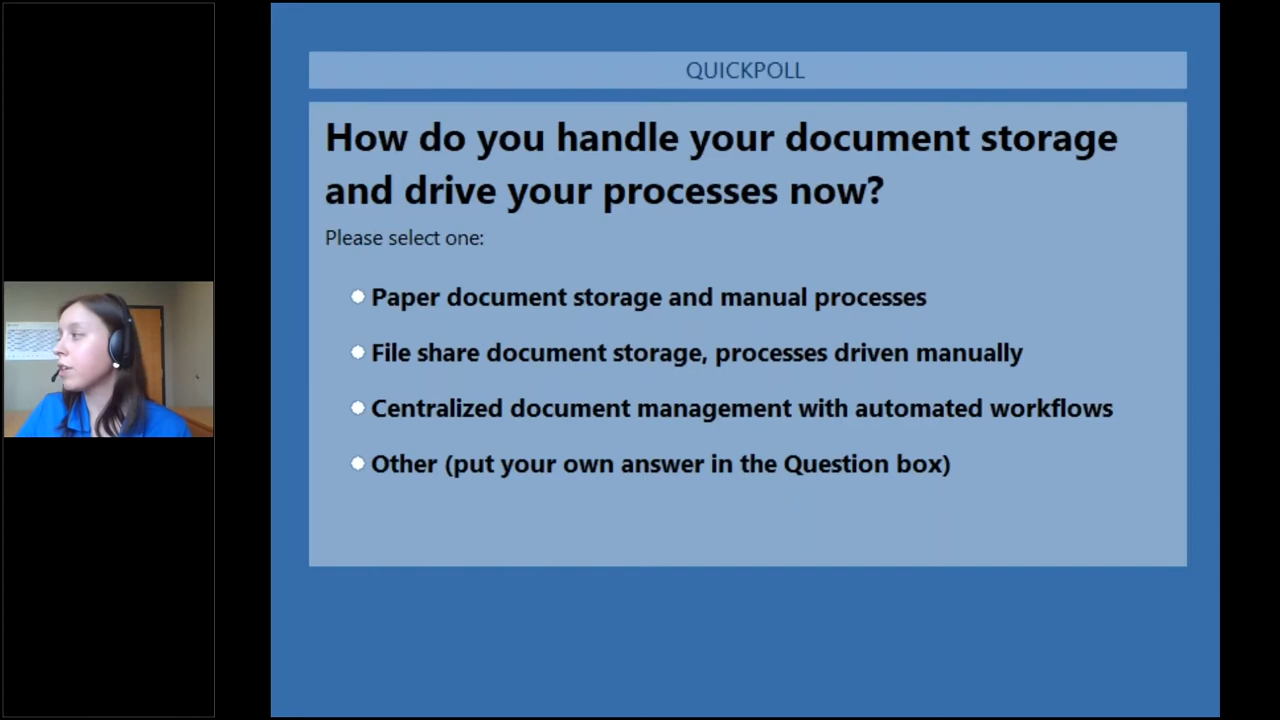 QUICKPOLL
How do you handle your document storage
and drive your processes now?
Please select one:
Paper document storage and manual processes
File share document storage, processes driven manually
Centralized document management with automated workflows
Other (put your own answer in the Question box)